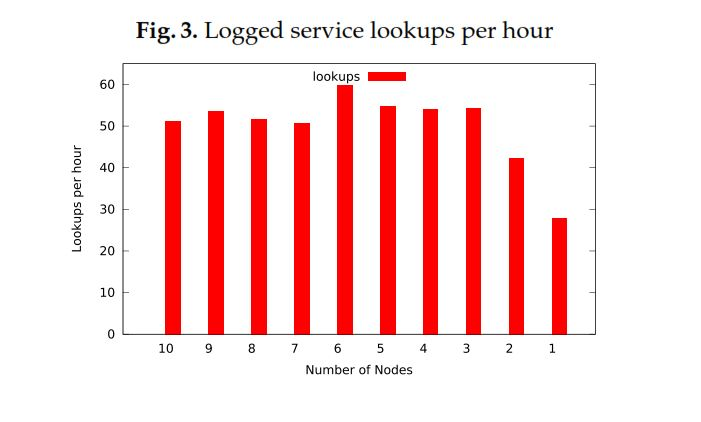 Fig. 3. Logged service lookups per hour
lookups
60
50
40
30
20
10
0
Lookups per hour
10 9 8 7 6 5 4 3 2 1
Number of Nodes